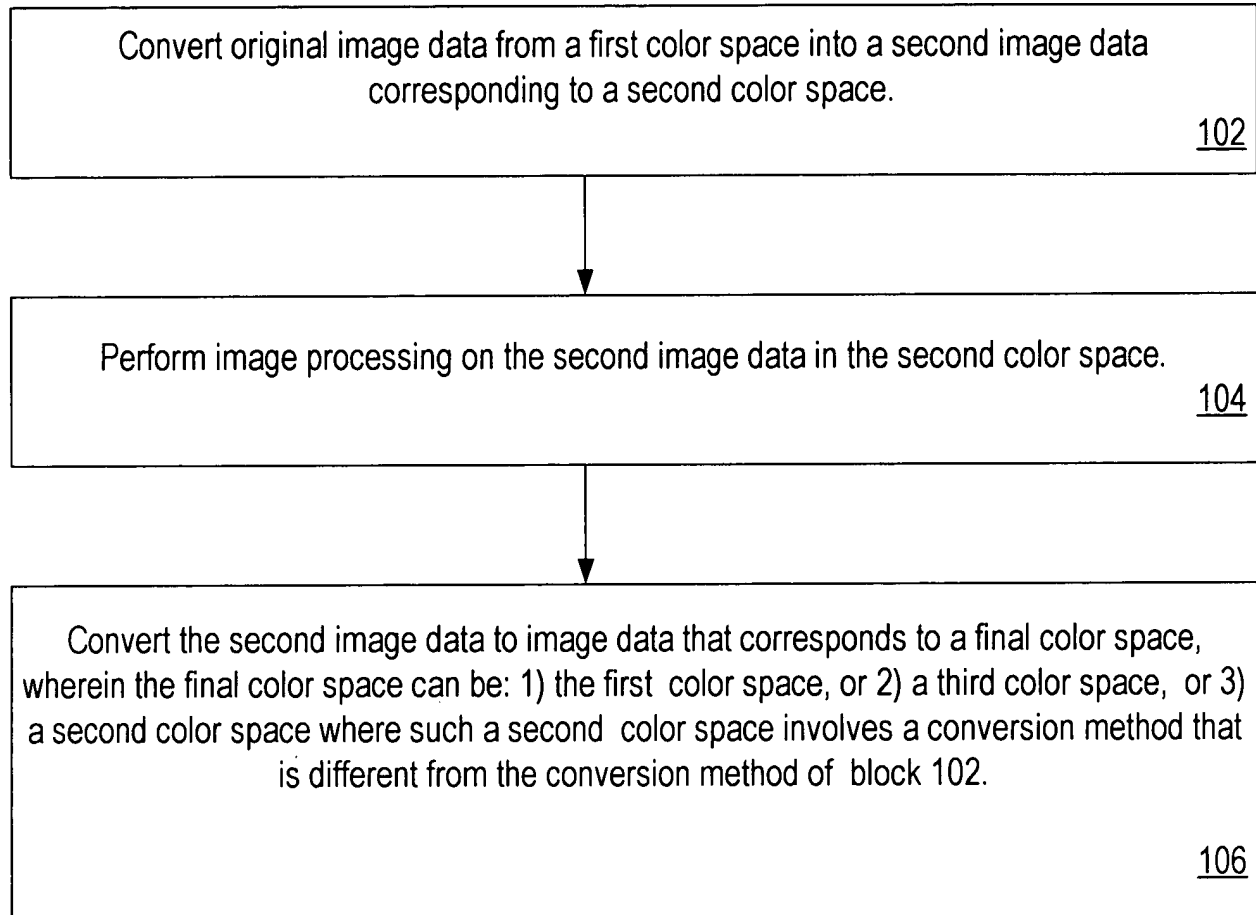 Convert original image data from a first color space into a second image data
corresponding to a second color space.
102
Perform image processing on the second image data in the second color space.
104
Convert the second image data to image data that corresponds to a final color space,
wherein the final color space can be: 1) the first color space, or 2) a third color space, or 3)
a second color space where such a second color space involves a conversion method that
is different from the conversion method of block 102.
106